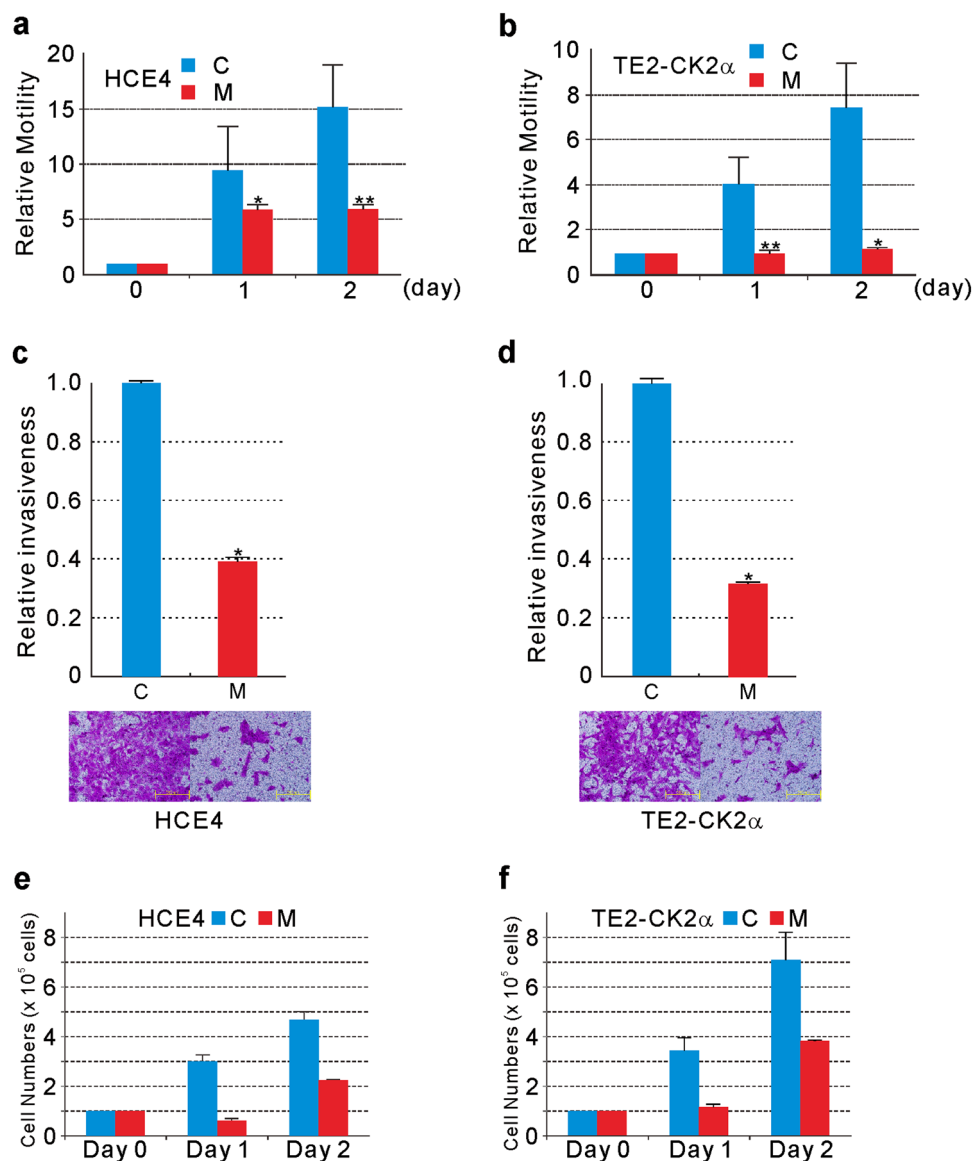 a
20
15
10
5
0
Relative Motility
HCE4
C
M
*
**
0 1 2 (day)
b
10
8
6
4
2
0
Relative Motility
TE2-CK2α
C
M
**
*
0 1 2 (day)
c
1.0
0.8
0.6
0.4
0.2
0
Relative invasiveness
*
C M
HCE4
d
1.0
0.8
0.6
0.4
0.2
0
Relative invasiveness
*
C M
TE2-CK2α
e
HCE4 C M
8
6
4
2
0
Cell Numbers (x 10⁵ cells)
Day 0 Day 1 Day 2
f
TE2-CK2α C M
8
6
4
2
0
Cell Numbers (x 10⁵ cells)
Day 0 Day 1 Day 2